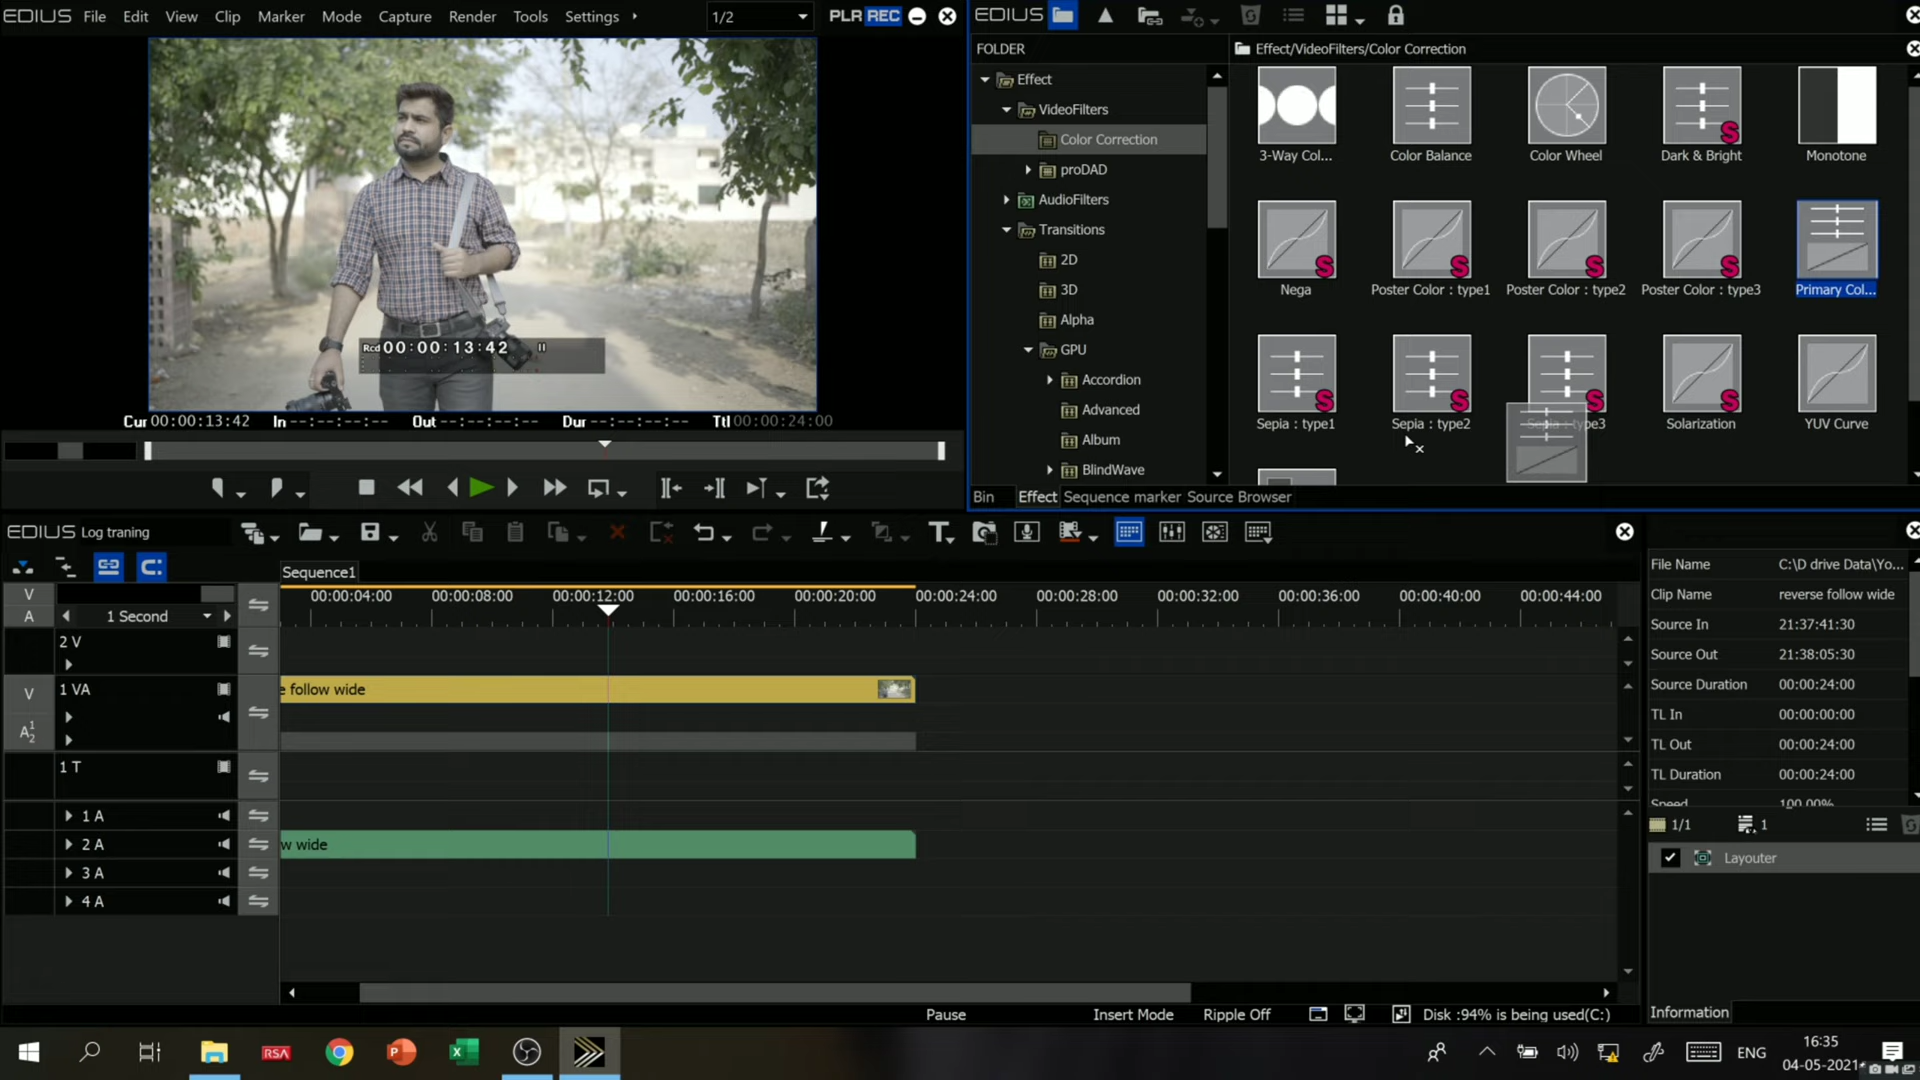 EDIUS File Edit View Clip Marker Mode Capture Render Tools Settings 1/2 PLR REC
EDIUS
FOLDER
Effect/VideoFilters/Color Correction
Effect
VideoFilters
Color Correction
proDAD
AudioFilters
Transitions
2D
3D
Alpha
GPU
Accordion
Advanced
Album
BlindWave
3-Way Col...
Color Balance
Color Wheel
Dark & Bright
Monotone
Nega
Poster Color : type1
Poster Color : type2
Poster Color : type3
Primary Col...
Sepia : type1
Sepia : type2
Sepia : type3
Solarization
YUV Curve
Bin Effect Sequence marker Source Browser
Rcd 00:00:13:42
Cur 00:00:13:42 In --:--:--:-- Out --:--:--:-- Dur --:--:--:-- Ttl 00:00:24:00
EDIUS Log traning
Sequence1
V
A
1 Second
00:00:04:00 00:00:08:00 00:00:12:00 00:00:16:00 00:00:20:00 00:00:24:00 00:00:28:00 00:00:32:00 00:00:36:00 00:00:40:00 00:00:44:00
2 V
V
1 VA
e follow wide
A 1 2
1 T
1 A
2 A
w wide
3 A
4 A
File Name C:\D drive Data\Yo...
Clip Name reverse follow wide
Source In 21:37:41:30
Source Out 21:38:05:30
Source Duration 00:00:24:00
TL In 00:00:00:00
TL Out 00:00:24:00
TL Duration 00:00:24:00
Speed 100.00%
1/1 1
Layouter
Information
Pause Insert Mode Ripple Off Disk :94% is being used(C:)
RSA
ENG
16:35
04-05-2021